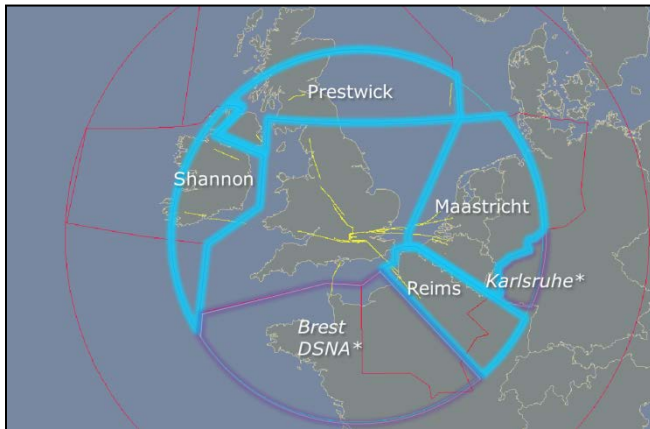 Prestwick
Shannon
Maastricht
Karlsruhe*
Reims
Brest
DSNA*